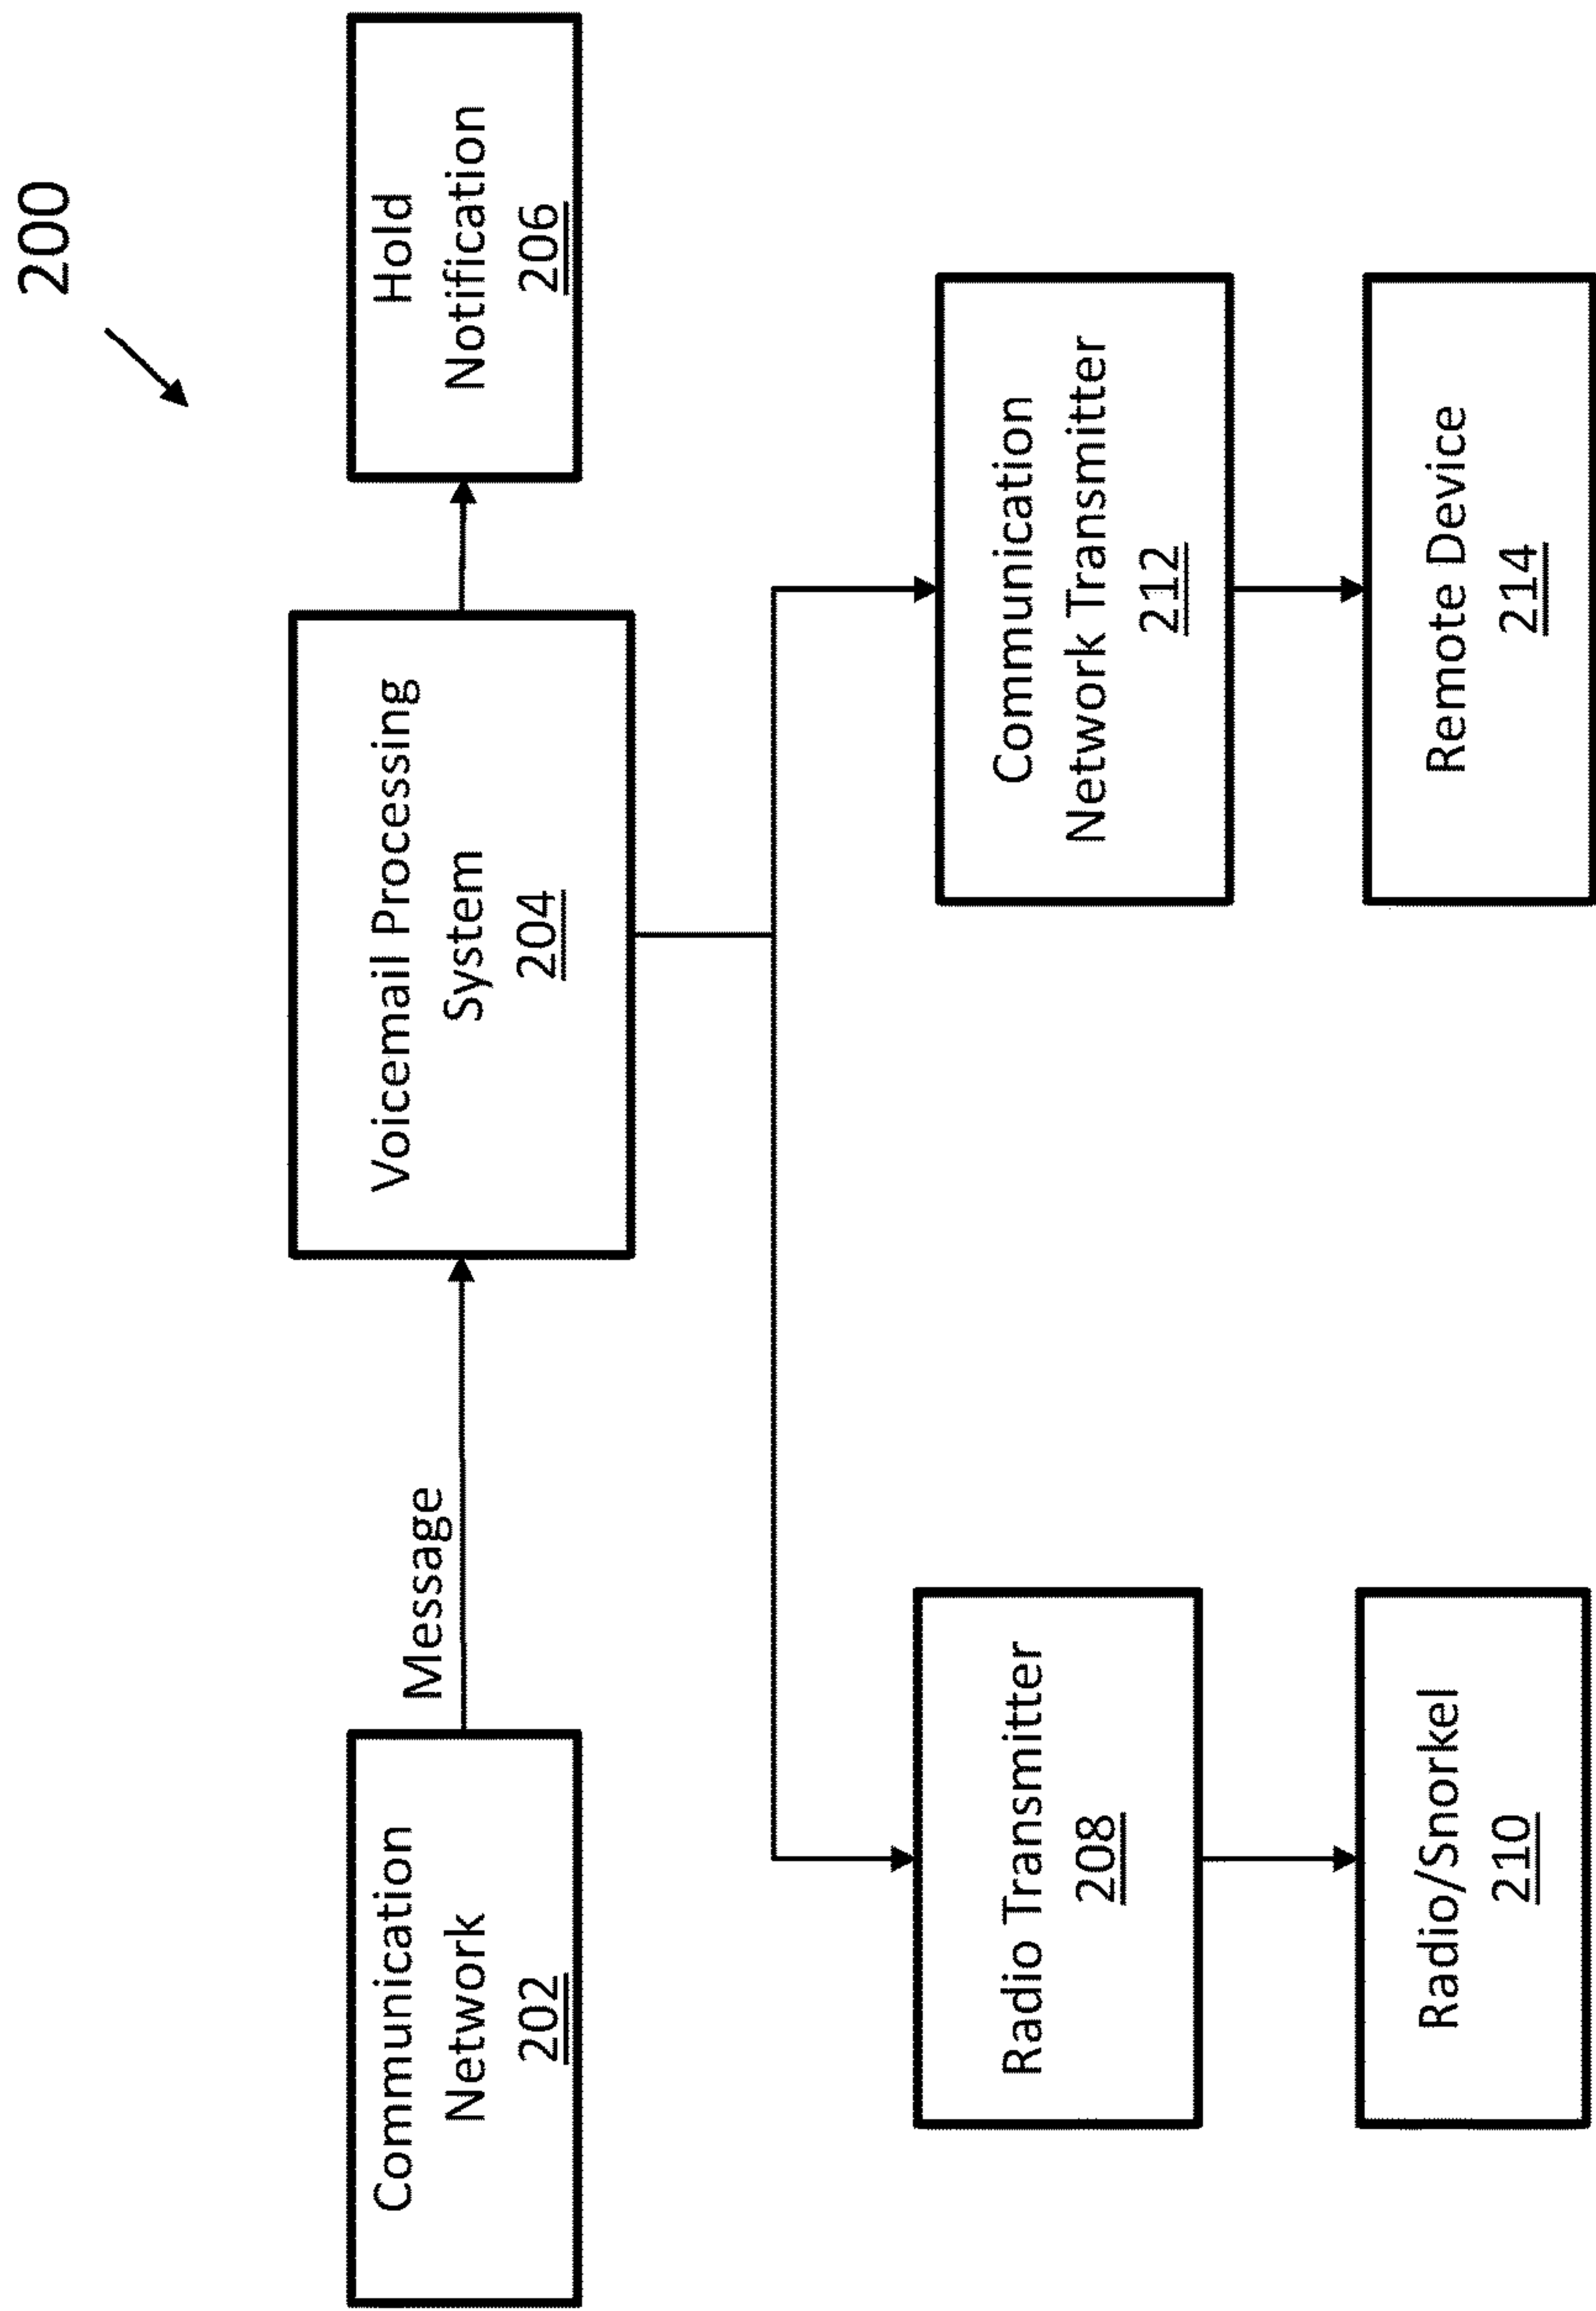 200
Communication
Network
202
Message
Voicemail Processing
System
204
Hold
Notification
206
Radio Transmitter
208
Communication
Network Transmitter
212
Radio/Snorkel
210
Remote Device
214